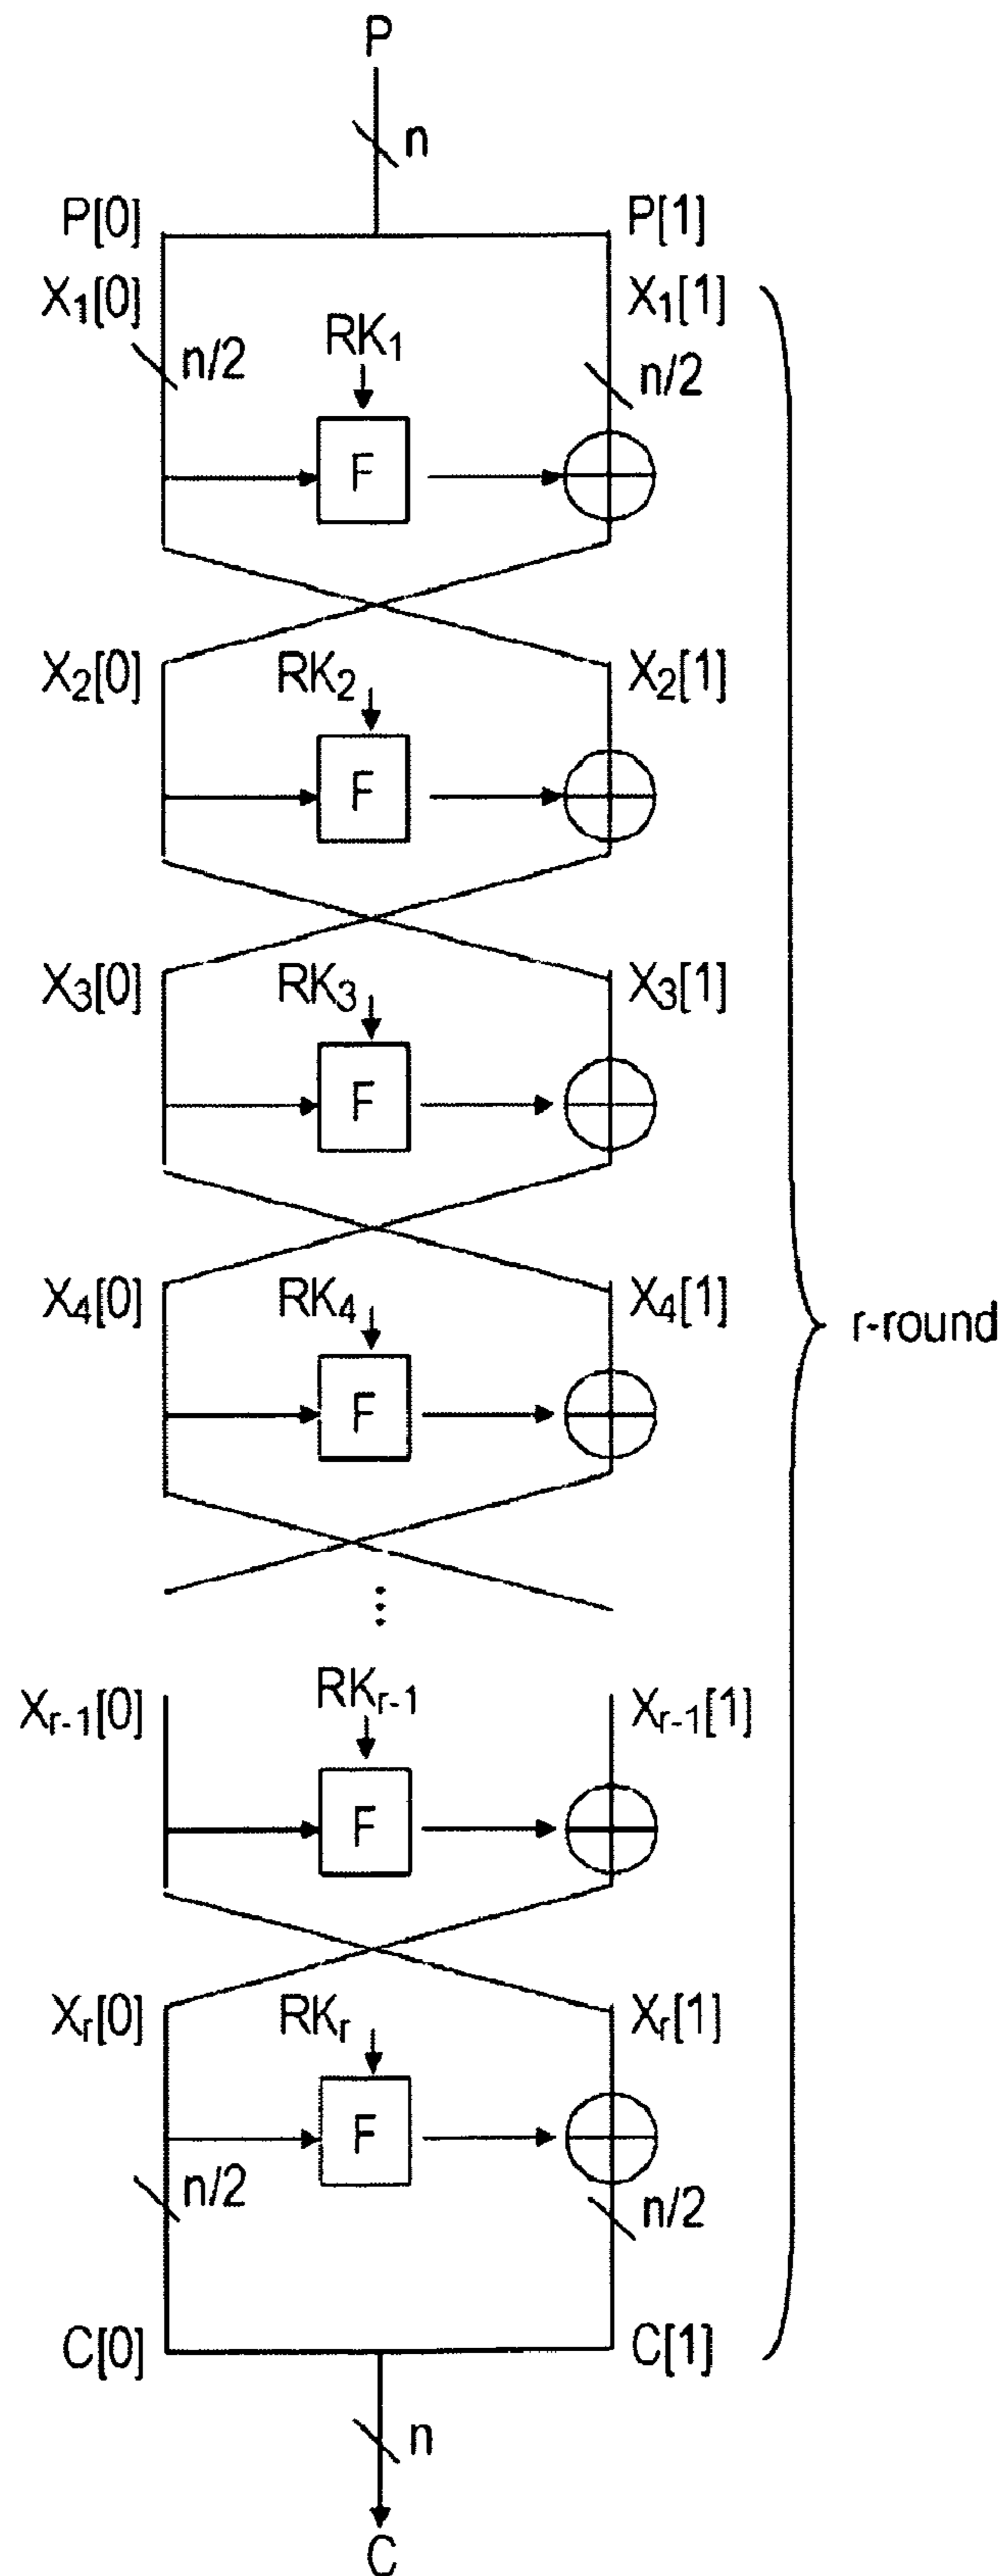 P
n
P[0] P[1]
X₁[0] X₁[1]
n/2 RK₁ n/2
F
X₂[0] RK₂ X₂[1]
F
X₃[0] RK₃ X₃[1]
F
X₄[0] RK₄ X₄[1]
r-round
F
⋮
Xᵣ₋₁[0] RKᵣ₋₁ Xᵣ₋₁[1]
F
Xᵣ[0] RKᵣ Xᵣ[1]
F
n/2 n/2
C[0] C[1]
n
C